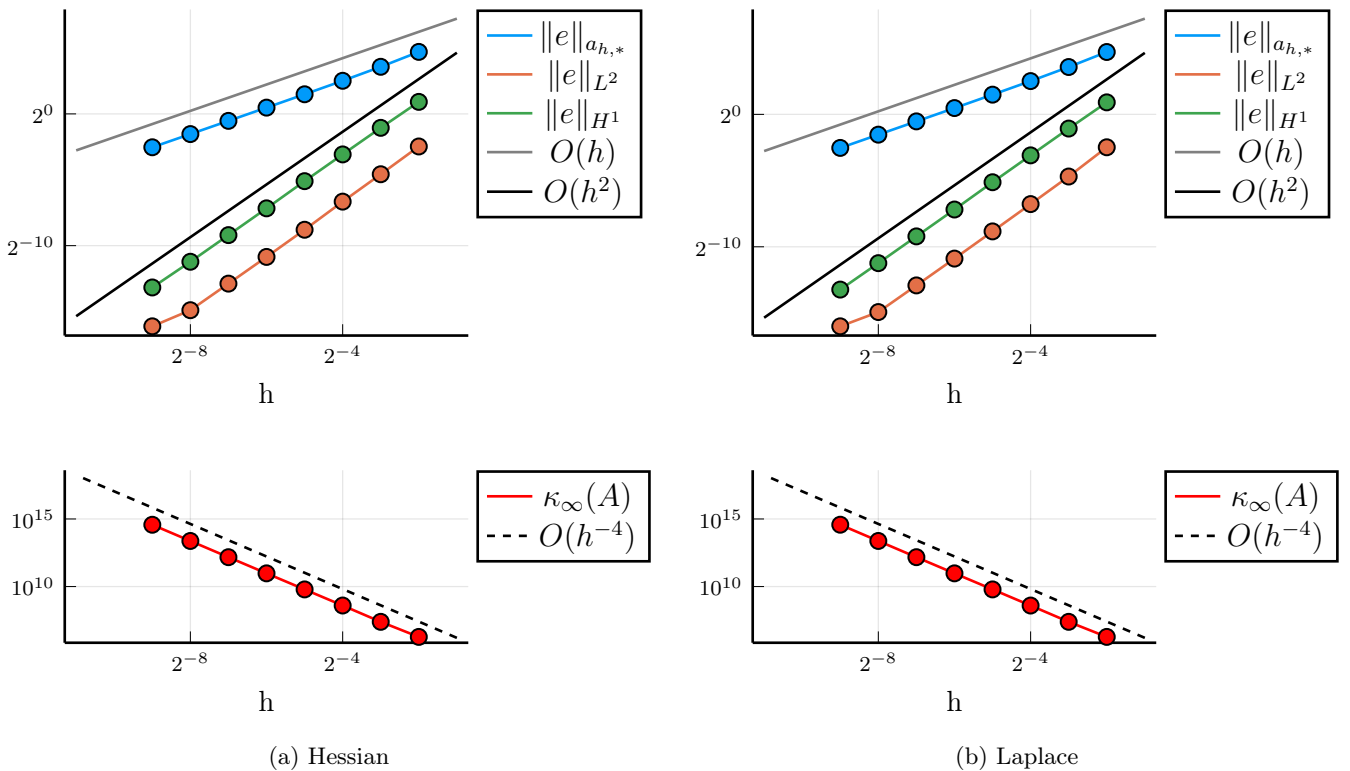 ‖e‖_{a_{h,*}}
‖e‖_{L^2}
‖e‖_{H^1}
O(h)
O(h^2)
2^0
2^{-10}
2^{-8}
2^{-4}
h
‖e‖_{a_{h,*}}
‖e‖_{L^2}
‖e‖_{H^1}
O(h)
O(h^2)
2^0
2^{-10}
2^{-8}
2^{-4}
h
κ_∞(A)
O(h^{-4})
10^{15}
10^{10}
2^{-8}
2^{-4}
h
(a) Hessian
κ_∞(A)
O(h^{-4})
10^{15}
10^{10}
2^{-8}
2^{-4}
h
(b) Laplace